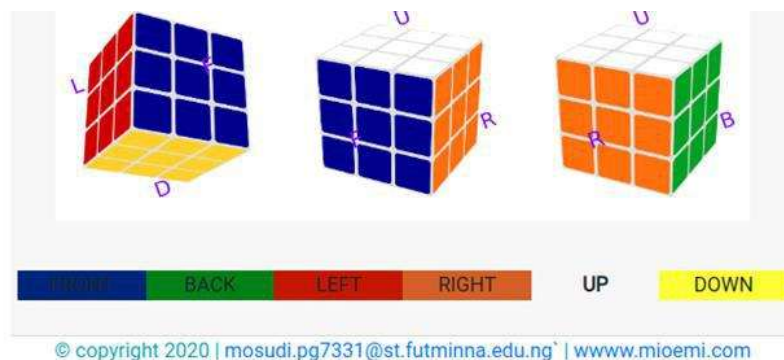 U U
L F R B
F R
D
FRONT BACK LEFT RIGHT UP DOWN
© copyright 2020 | mosudi.pg7331@st.futminna.edu.ng` | wwww.mioemi.com